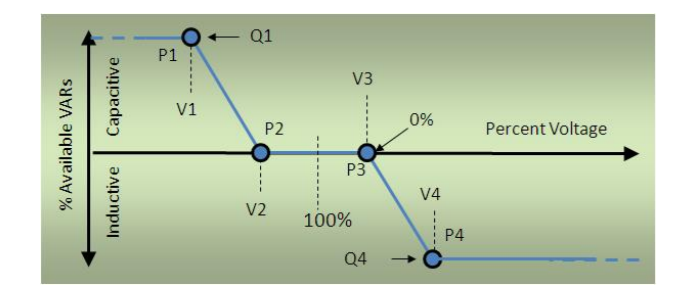 Q1
P1
V1
V3
P2
0%
Percent Voltage
P3
V2
100%
V4
P4
Q4
% Available VARs
Capacitive
Inductive